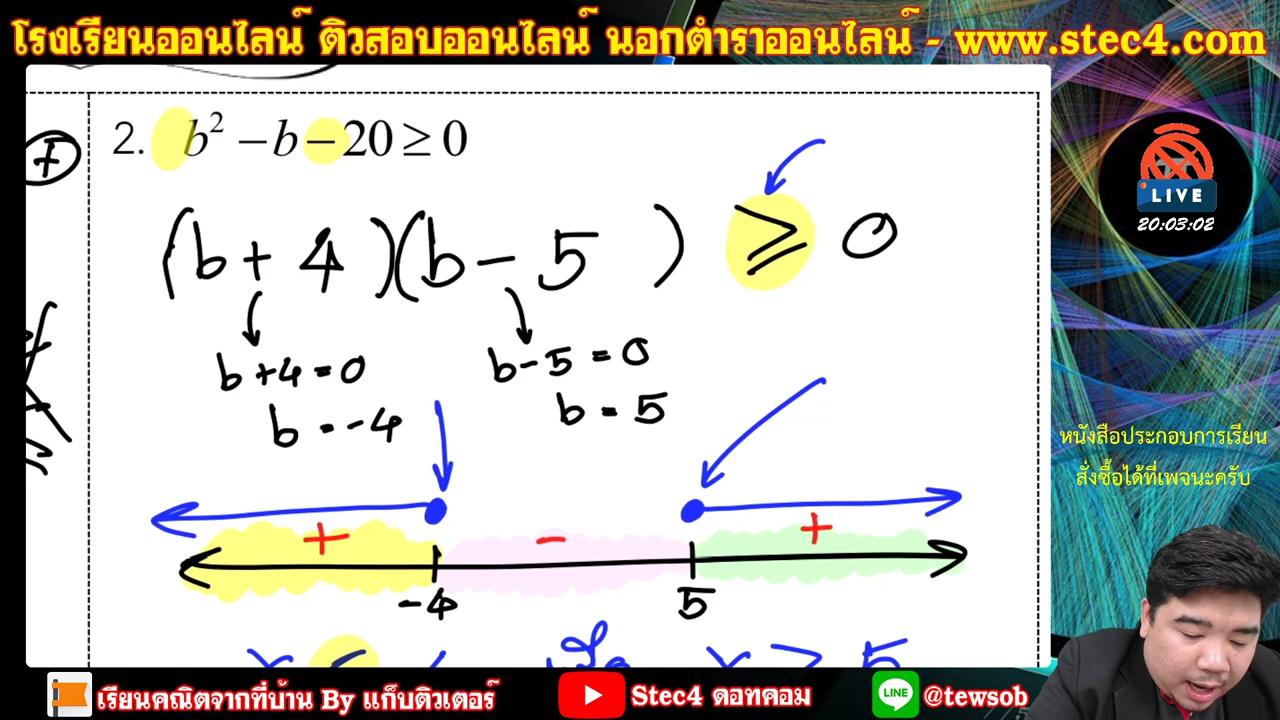 โรงเรียนออนไลน์ ติวสอบออนไลน์ นอกตำราออนไลน์ - www.stec4.com
2. b² − b − 20 ≥ 0
(b + 4)(b − 5) ≥ 0
b+4=0 b−5=0
b=−4 b=5
+ − +
−4 5
LIVE
20:03:02
หนังสือประกอบการเรียน
สั่งซื้อได้ที่เพจนะครับ
เรียนคณิตจากที่บ้าน By แก็บติวเตอร์ Stec4 ดอทคอม LINE @tewsob